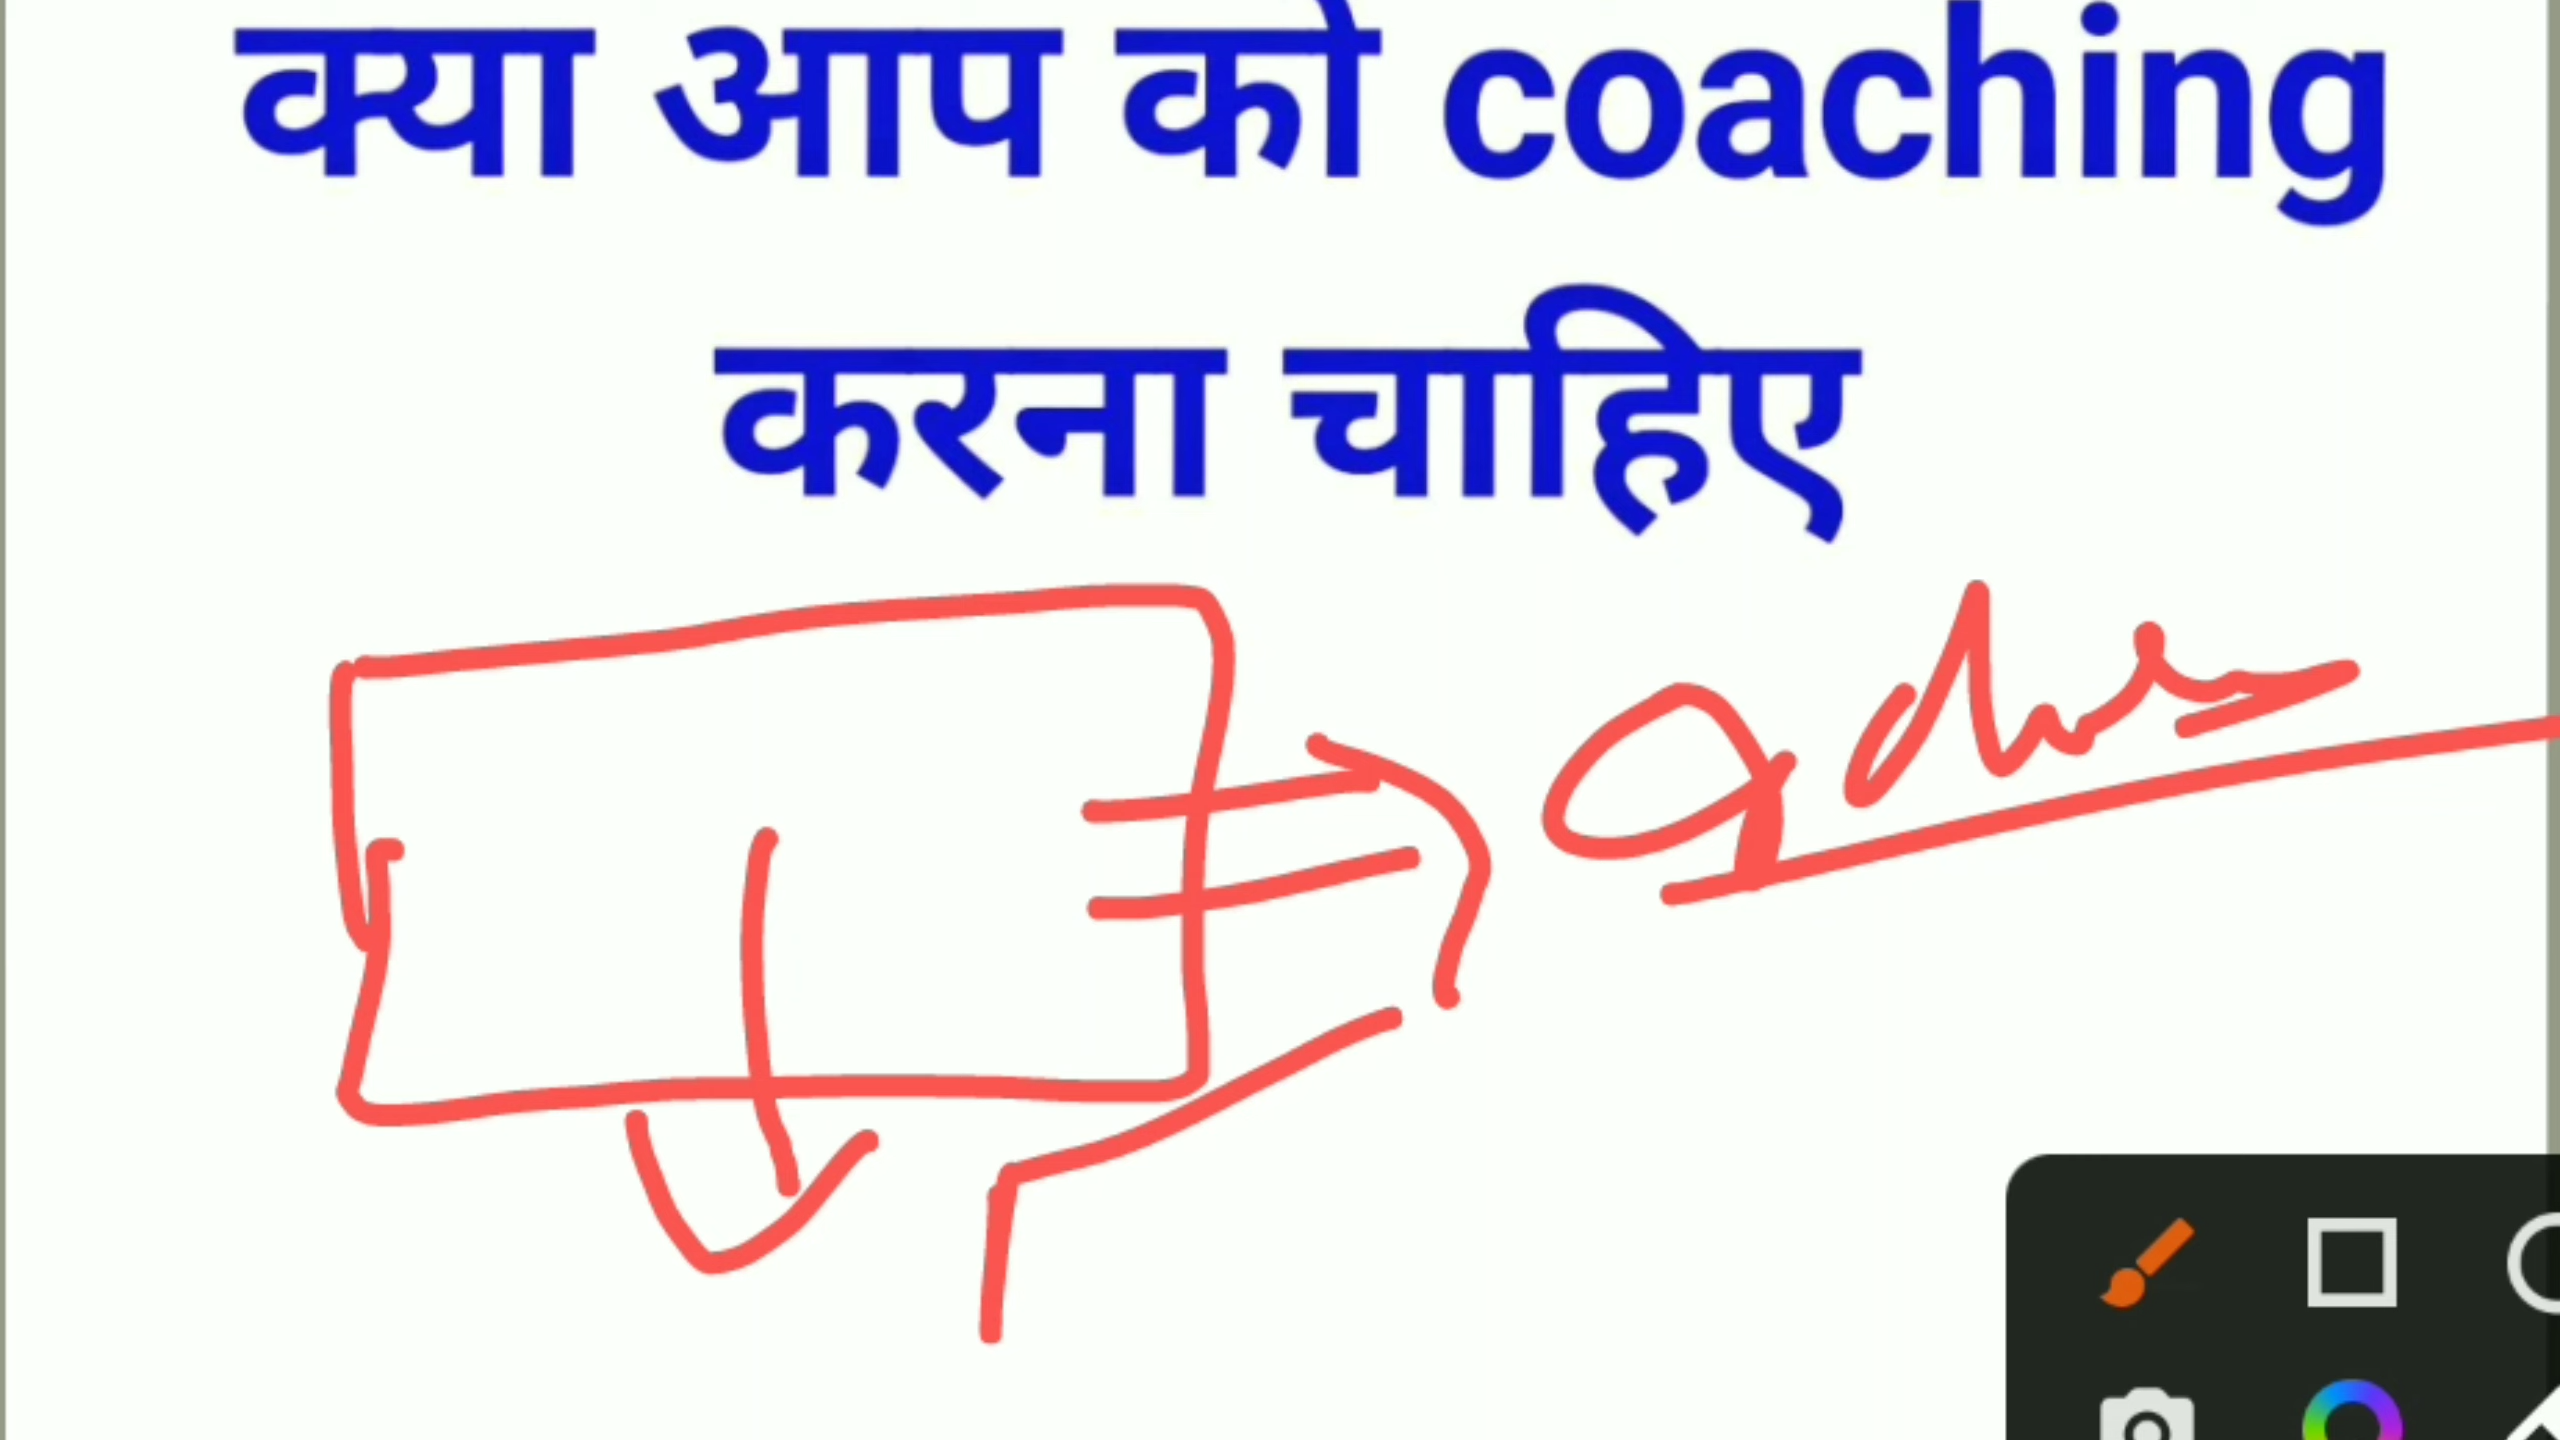 क्या आप को coaching
करना चाहिए